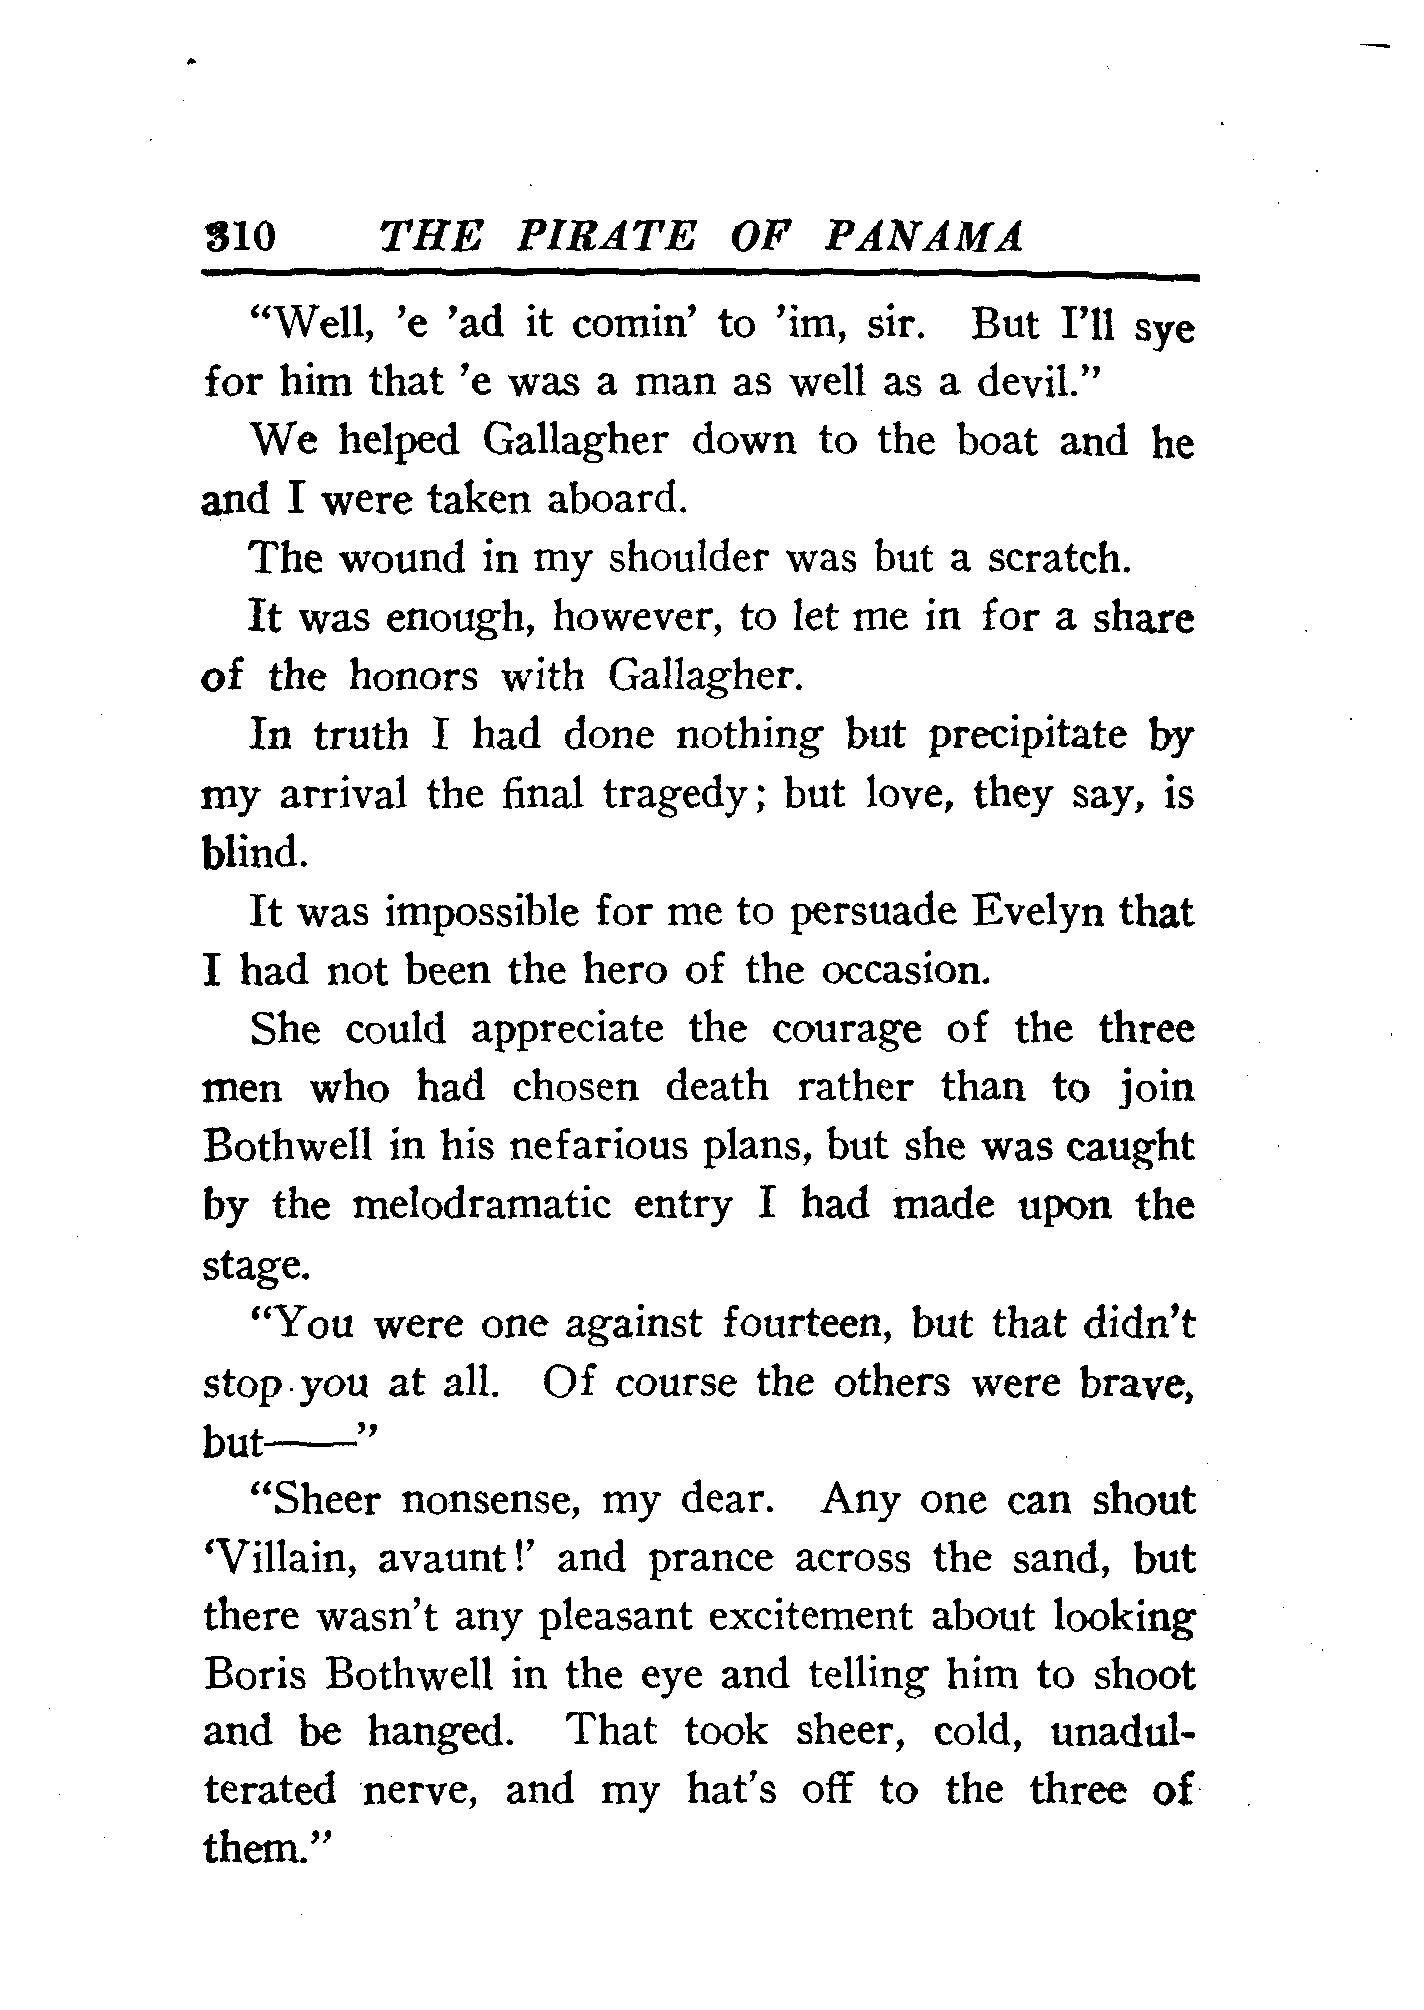 310 THE PIRATE OF PANAMA
“Well, ’e ’ad it comin’ to ’im, sir. But I’ll sye
for him that ’e was a man as well as a devil.”
We helped Gallagher down to the boat and he
and I were taken aboard.
The wound in my shoulder was but a scratch.
It was enough, however, to let me in for a share
of the honors with Gallagher.
In truth I had done nothing but precipitate by
my arrival the final tragedy; but love, they say, is
blind.
It was impossible for me to persuade Evelyn that
I had not been the hero of the occasion.
She could appreciate the courage of the three
men who had chosen death rather than to join
Bothwell in his nefarious plans, but she was caught
by the melodramatic entry I had made upon the
stage.
“You were one against fourteen, but that didn’t
stop you at all. Of course the others were brave,
but——”
“Sheer nonsense, my dear. Any one can shout
‘Villain, avaunt!’ and prance across the sand, but
there wasn’t any pleasant excitement about looking
Boris Bothwell in the eye and telling him to shoot
and be hanged. That took sheer, cold, unadul-
terated nerve, and my hat’s off to the three of
them.”